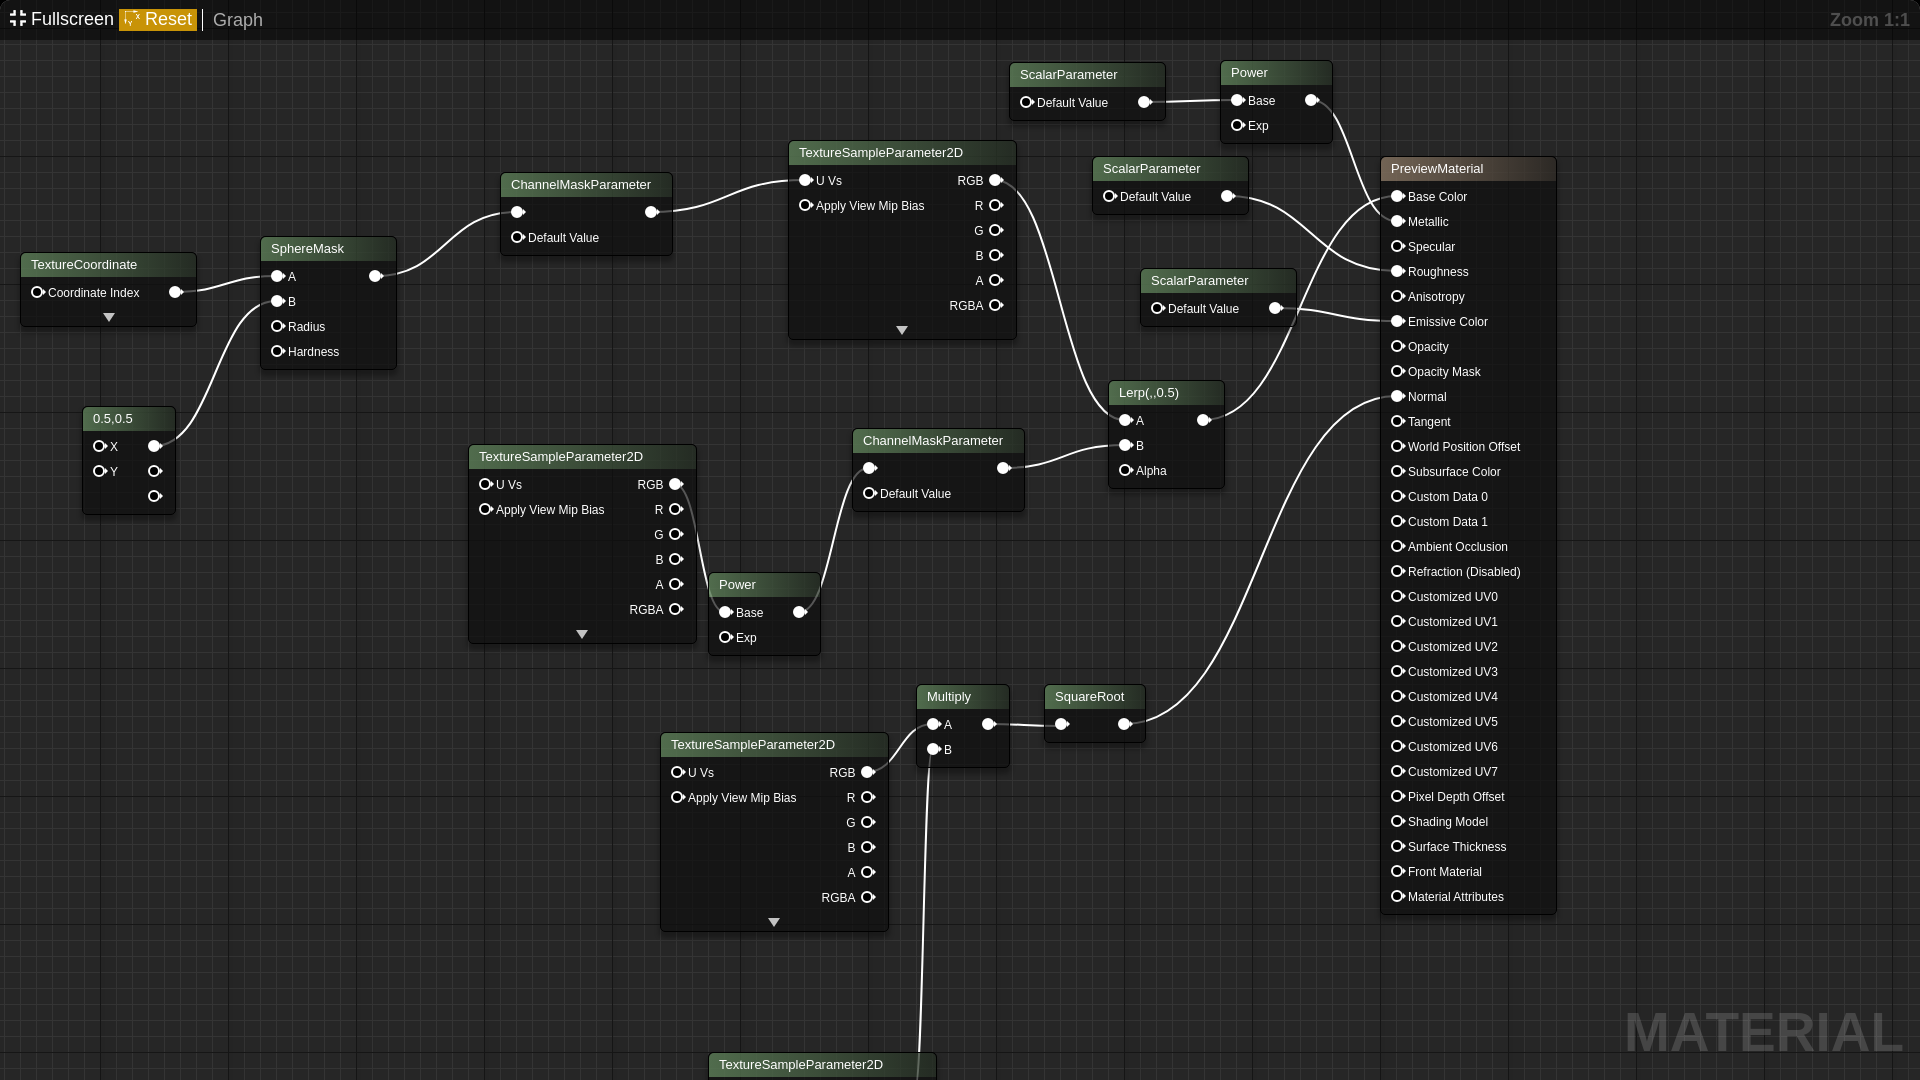 Fullscreen Reset Graph
Zoom 1:1
ScalarParameter
Default Value
Power
Base
Exp
TextureSampleParameter2D
U Vs RGB
Apply View Mip Bias R
G
B
A
RGBA
ScalarParameter
Default Value
ChannelMaskParameter
Default Value
SphereMask
A
B
Radius
Hardness
TextureCoordinate
Coordinate Index
ScalarParameter
Default Value
PreviewMaterial
Base Color
Metallic
Specular
Roughness
Anisotropy
Emissive Color
Opacity
Opacity Mask
Normal
Tangent
World Position Offset
Subsurface Color
Custom Data 0
Custom Data 1
Ambient Occlusion
Refraction (Disabled)
Customized UV0
Customized UV1
Customized UV2
Customized UV3
Customized UV4
Customized UV5
Customized UV6
Customized UV7
Pixel Depth Offset
Shading Model
Surface Thickness
Front Material
Material Attributes
Lerp(,,0.5)
A
B
Alpha
0.5,0.5
X
Y
TextureSampleParameter2D
U Vs RGB
Apply View Mip Bias R
G
B
A
RGBA
ChannelMaskParameter
Default Value
Power
Base
Exp
Multiply
A
B
SquareRoot
TextureSampleParameter2D
U Vs RGB
Apply View Mip Bias R
G
B
A
RGBA
TextureSampleParameter2D
MATERIAL